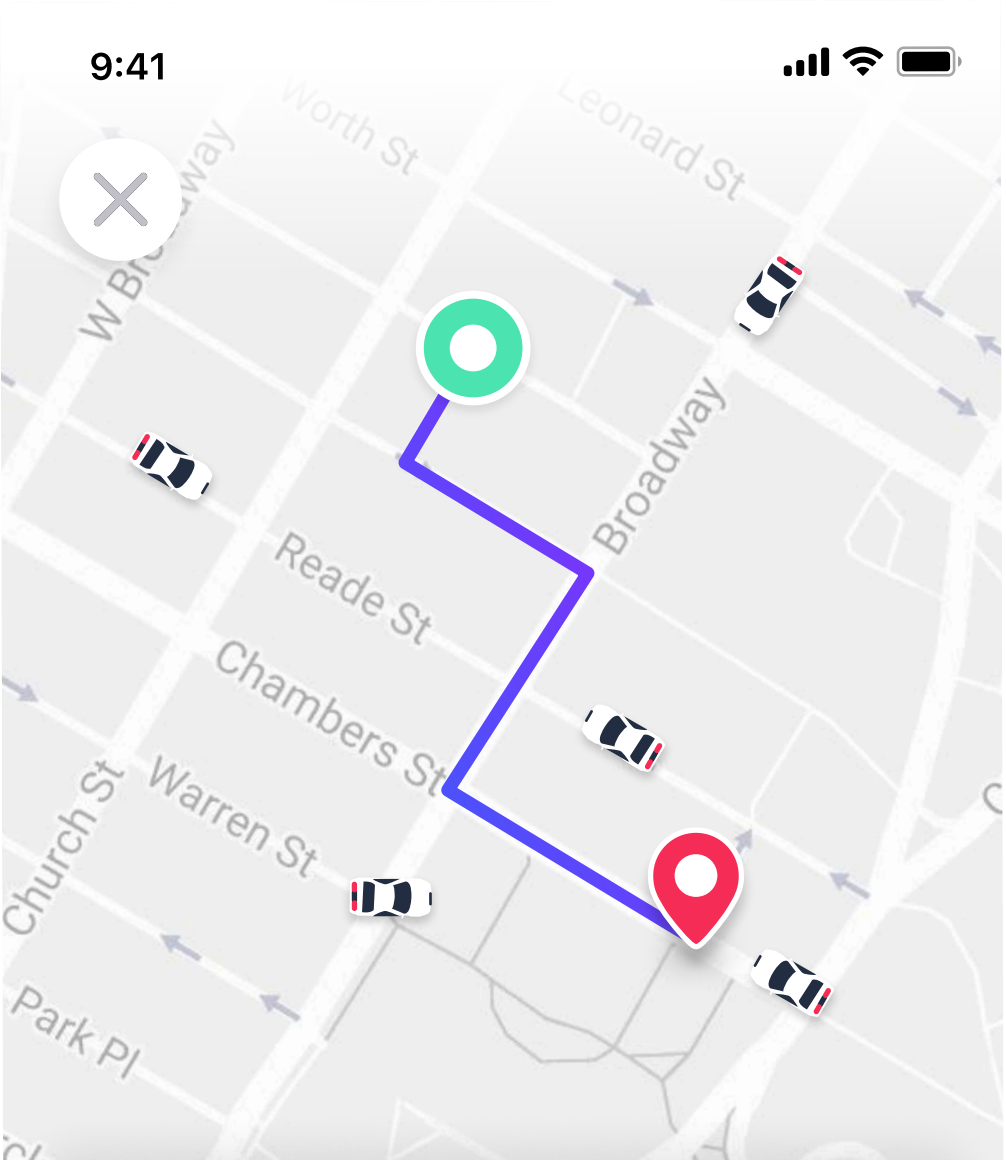 9:41
Worth St
Leonard St
W Broadway
Broadway
Reade St
Chambers St
Warren St
Church St
Park Pl